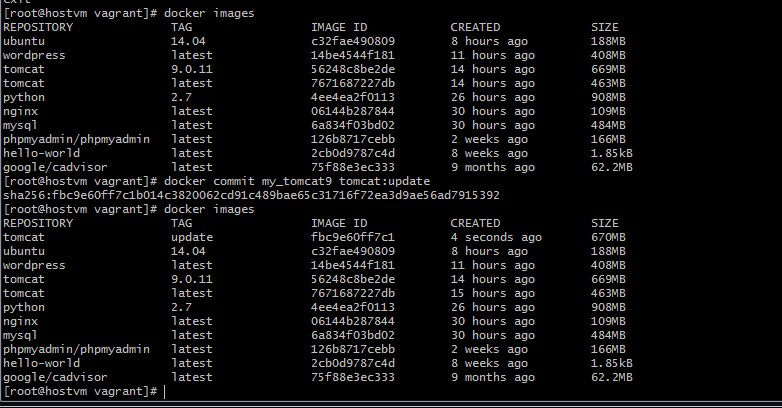 EXIT
[root@hostvm vagrant]# docker images
REPOSITORY TAG IMAGE ID CREATED SIZE
ubuntu 14.04 c32fae490809 8 hours ago 188MB
wordpress latest 14be4544f181 11 hours ago 408MB
tomcat 9.0.11 56248c8be2de 14 hours ago 669MB
tomcat latest 7671687227db 14 hours ago 463MB
python 2.7 4ee4ea2f0113 26 hours ago 908MB
nginx latest 06144b287844 30 hours ago 109MB
mysql latest 6a834f03bd02 30 hours ago 484MB
phpmyadmin/phpmyadmin latest 126b8717cebb 2 weeks ago 166MB
hello-world latest 2cb0d9787c4d 8 weeks ago 1.85kB
google/cadvisor latest 75f88e3ec333 9 months ago 62.2MB
[root@hostvm vagrant]# docker commit my_tomcat9 tomcat:update
sha256:fbc9e60ff7c1b014c3820062cd91c489bae65c31716f72ea3d9ae56ad7915392
[root@hostvm vagrant]# docker images
REPOSITORY TAG IMAGE ID CREATED SIZE
tomcat update fbc9e60ff7c1 4 seconds ago 670MB
ubuntu 14.04 c32fae490809 8 hours ago 188MB
wordpress latest 14be4544f181 11 hours ago 408MB
tomcat 9.0.11 56248c8be2de 14 hours ago 669MB
tomcat latest 7671687227db 15 hours ago 463MB
python 2.7 4ee4ea2f0113 26 hours ago 908MB
nginx latest 06144b287844 30 hours ago 109MB
mysql latest 6a834f03bd02 30 hours ago 484MB
phpmyadmin/phpmyadmin latest 126b8717cebb 2 weeks ago 166MB
hello-world latest 2cb0d9787c4d 8 weeks ago 1.85kB
google/cadvisor latest 75f88e3ec333 9 months ago 62.2MB
[root@hostvm vagrant]#